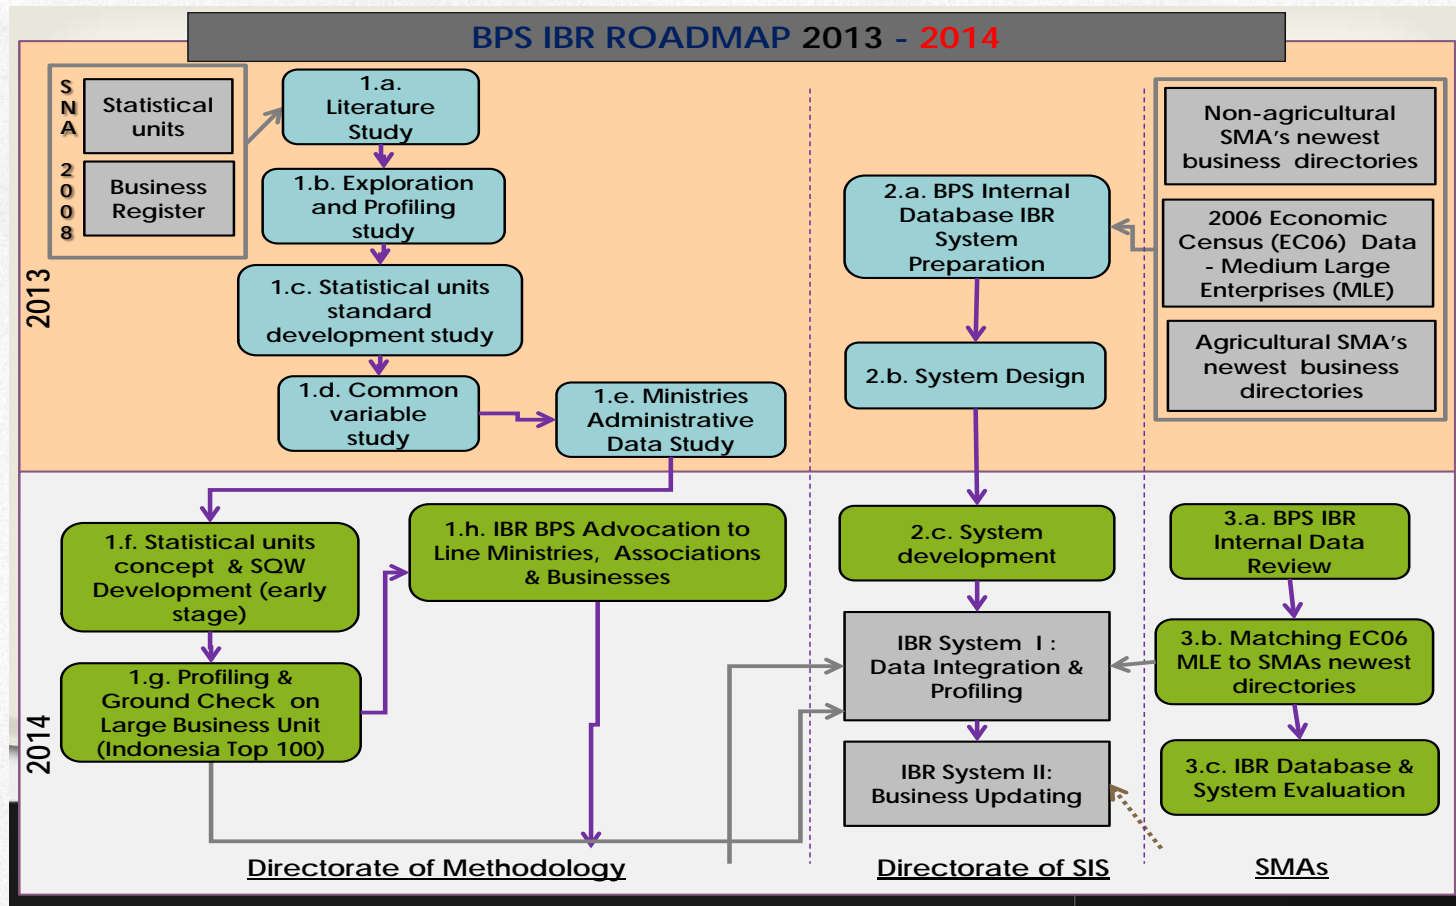 BPS IBR ROADMAP 2013 - 2014
SNA 2008
Statistical
units
Business
Register
2013
1.a.
Literature
Study
1.b. Exploration
and Profiling
study
1.c. Statistical units
standard
development study
1.d. Common
variable
study
1.e. Ministries
Administrative
Data Study
2.a. BPS Internal
Database IBR
System
Preparation
2.b. System Design
Non-agricultural
SMA's newest
business directories
2006 Economic
Census (EC06) Data
- Medium Large
Enterprises (MLE)
Agricultural SMA's
newest business
directories
2014
1.f. Statistical units
concept & SQW
Development (early
stage)
1.g. Profiling &
Ground Check on
Large Business Unit
(Indonesia Top 100)
1.h. IBR BPS Advocation to
Line Ministries, Associations
& Businesses
2.c. System
development
IBR System I :
Data Integration &
Profiling
IBR System II:
Business Updating
3.a. BPS IBR
Internal Data
Review
3.b. Matching EC06
MLE to SMAs newest
directories
3.c. IBR Database &
System Evaluation
Directorate of Methodology
Directorate of SIS
SMAs